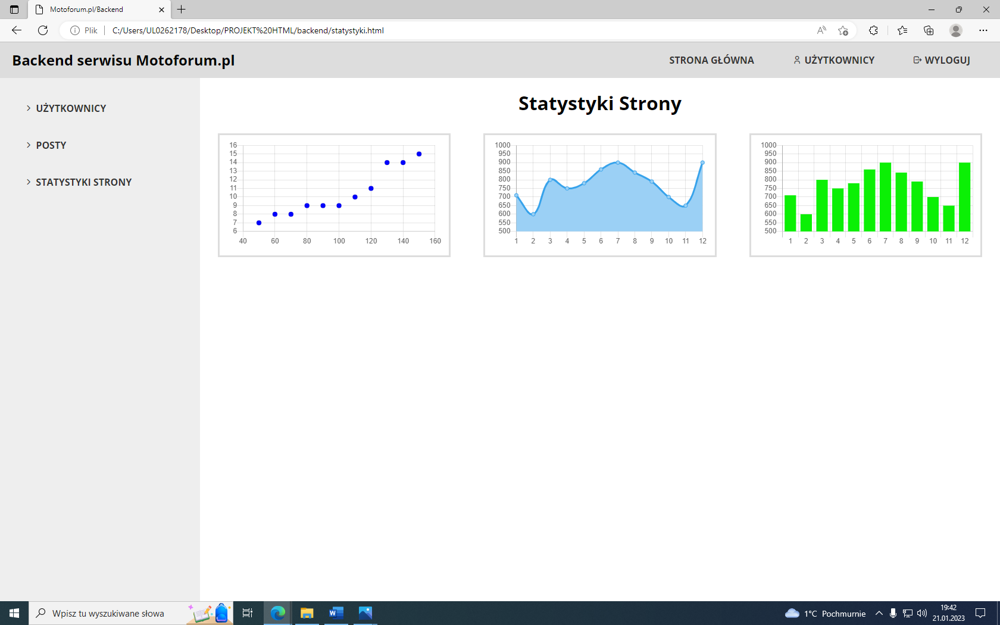 Motoforum.pl/Backend
Plik
C:/Users/UL0262178/Desktop/PROJEKT%20HTML/backend/statystyki.html
Backend serwisu Motoforum.pl
STRONA GŁÓWNA
UŻYTKOWNICY
WYLOGUJ
UŻYTKOWNICY
POSTY
STATYSTYKI STRONY
Statystyki Strony
16
15
14
13
12
11
10
9
8
7
6
40 60 80 100 120 140 160
1000
950
900
850
800
750
700
650
600
550
500
1 2 3 4 5 6 7 8 9 10 11 12
1000
950
900
850
800
750
700
650
600
550
500
1 2 3 4 5 6 7 8 9 10 11 12
Wpisz tu wyszukiwane słowa
1°C Pochmurnie
19:42
21.01.2023